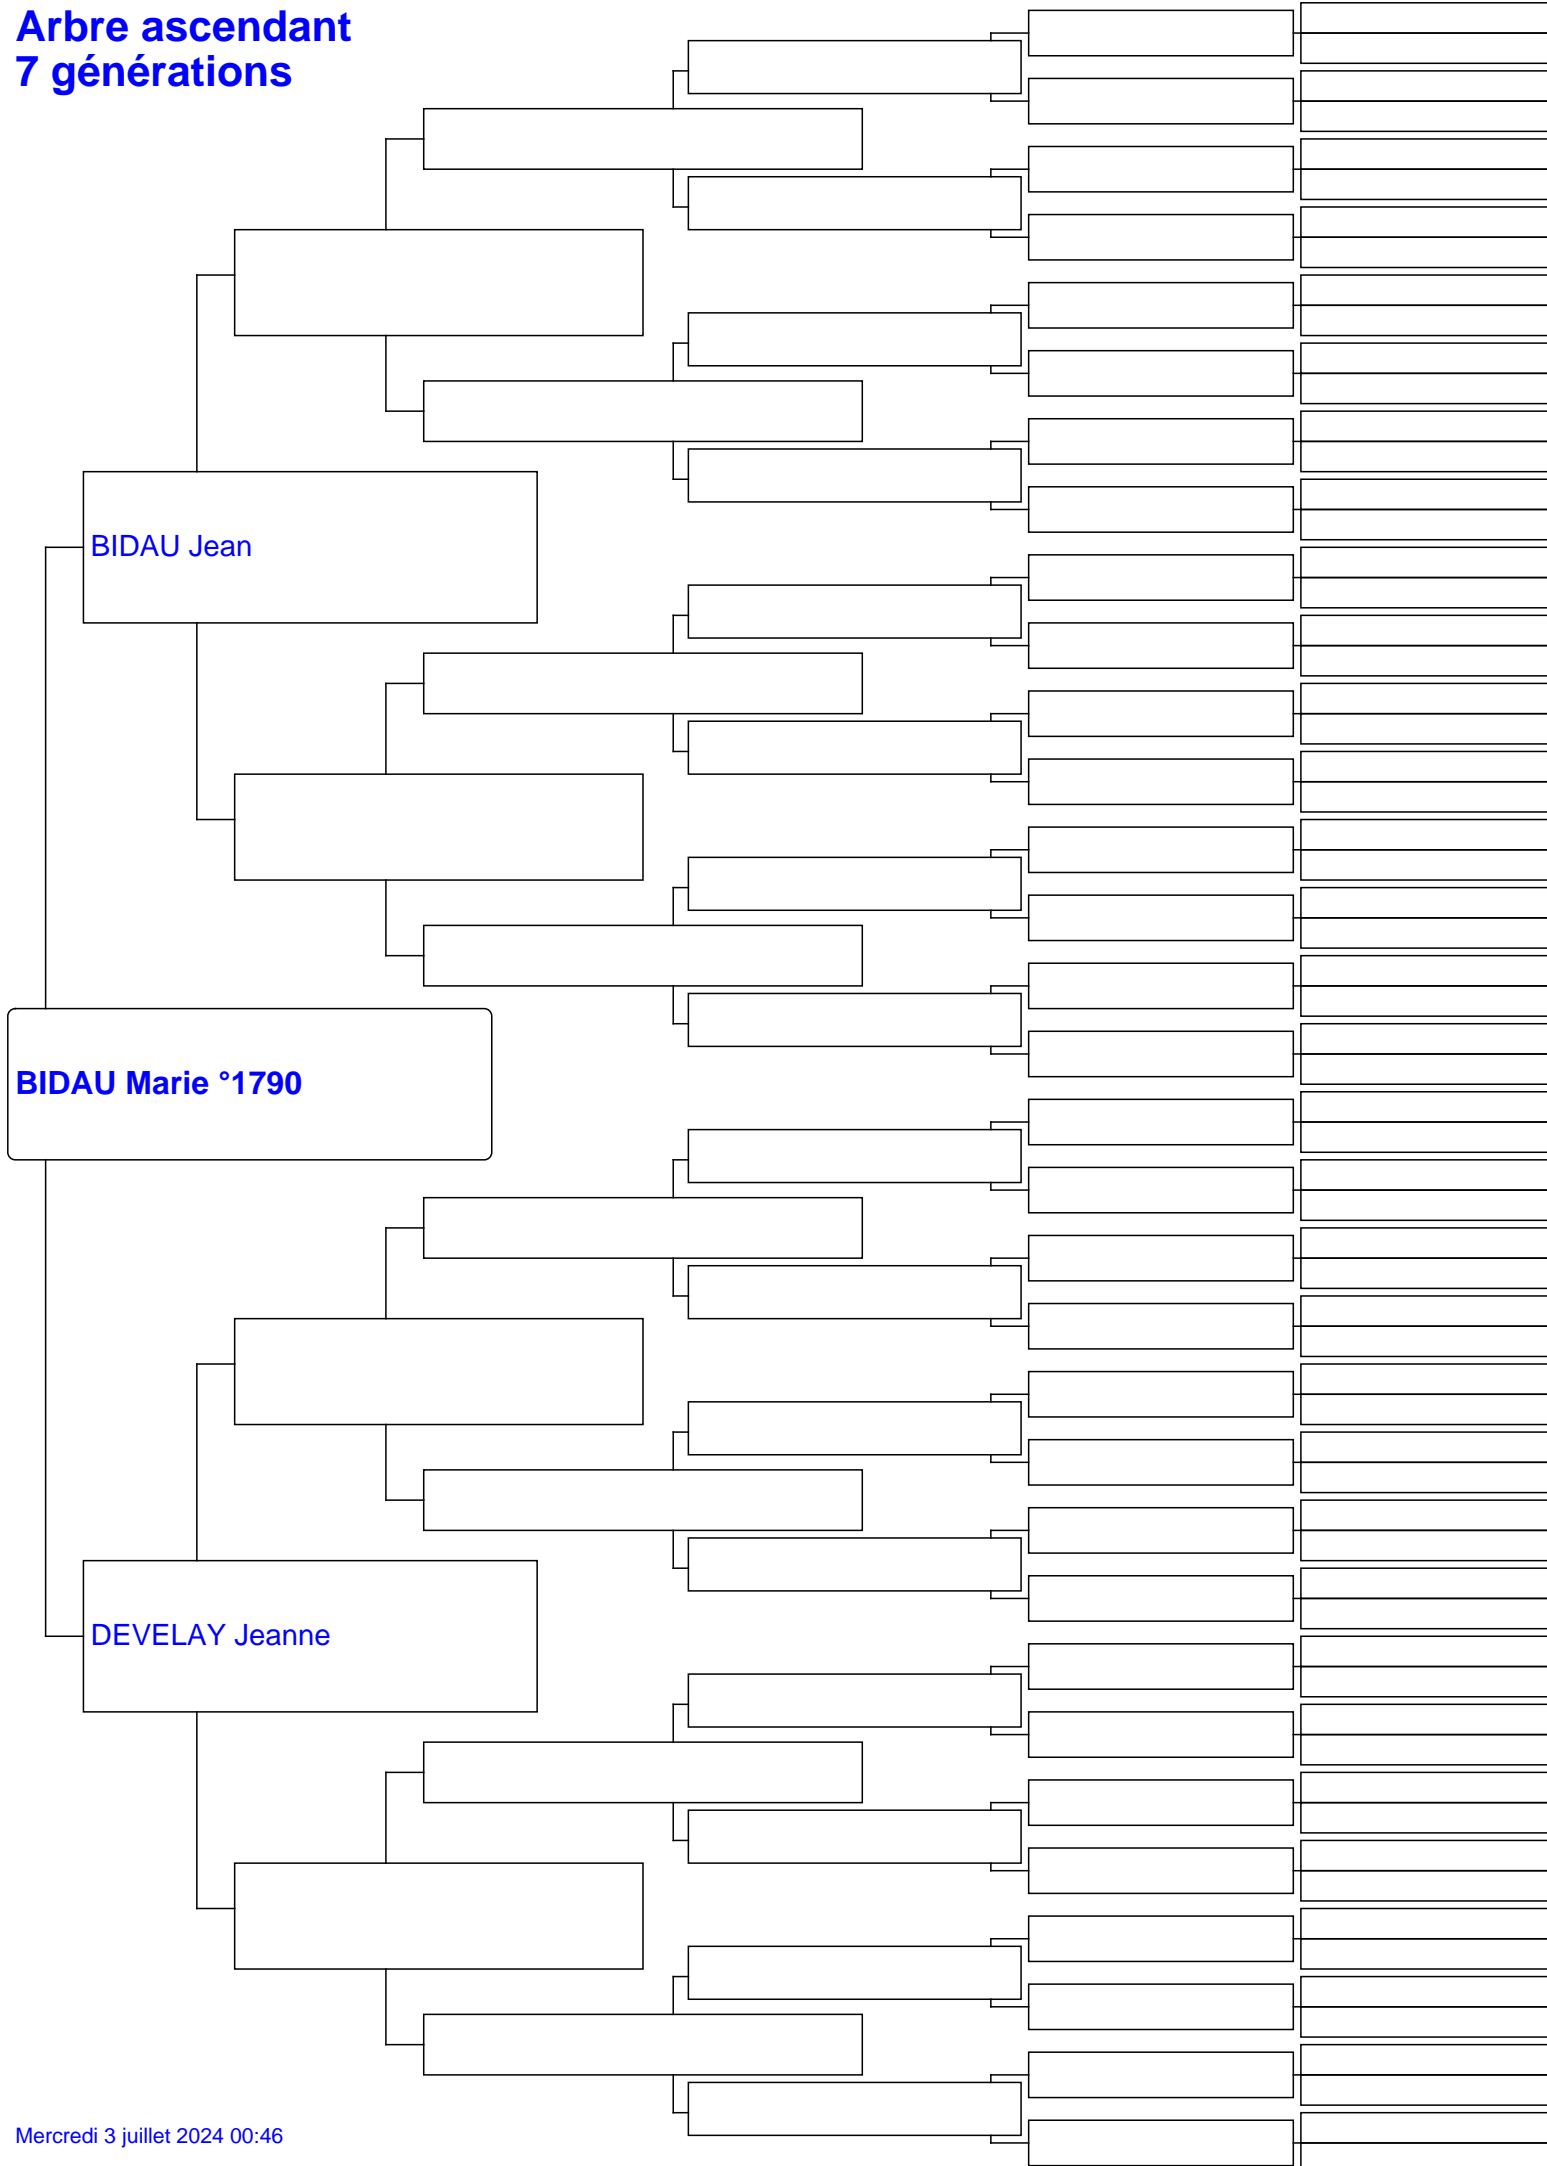 Arbre ascendant
7 générations
BIDAU Jean
BIDAU Marie °1790
DEVELAY Jeanne
Mercredi 3 juillet 2024 00:46